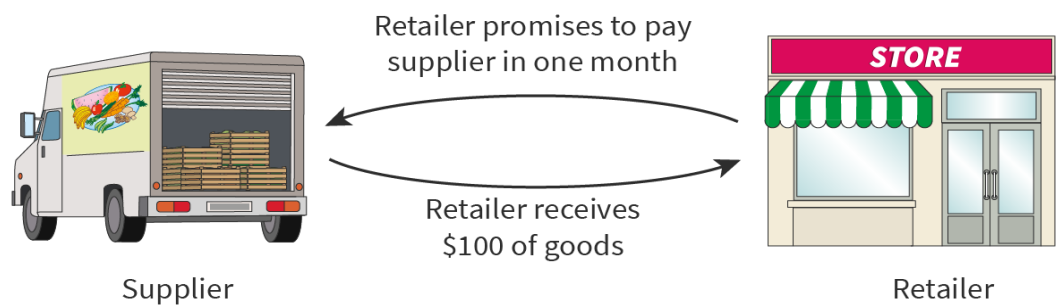 Retailer promises to pay
supplier in one month
STORE
Retailer receives
$100 of goods
Supplier
Retailer